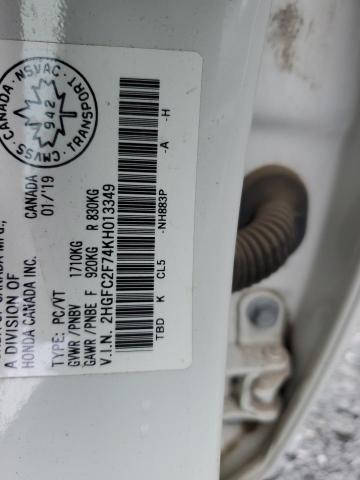 A DIVISION OF
HONDA CANADA INC. CANADA
01/'19
TYPE: PC/VT
GVWR / PNBV 1710KG
GAWR / PNBE F 920KG R 830KG
V.I.N. 2HGFC2F74KH013349
TBD K CL5 -NH883P -A -H
CANADA · NSVAC
942
CMVSS · TRANSPORT